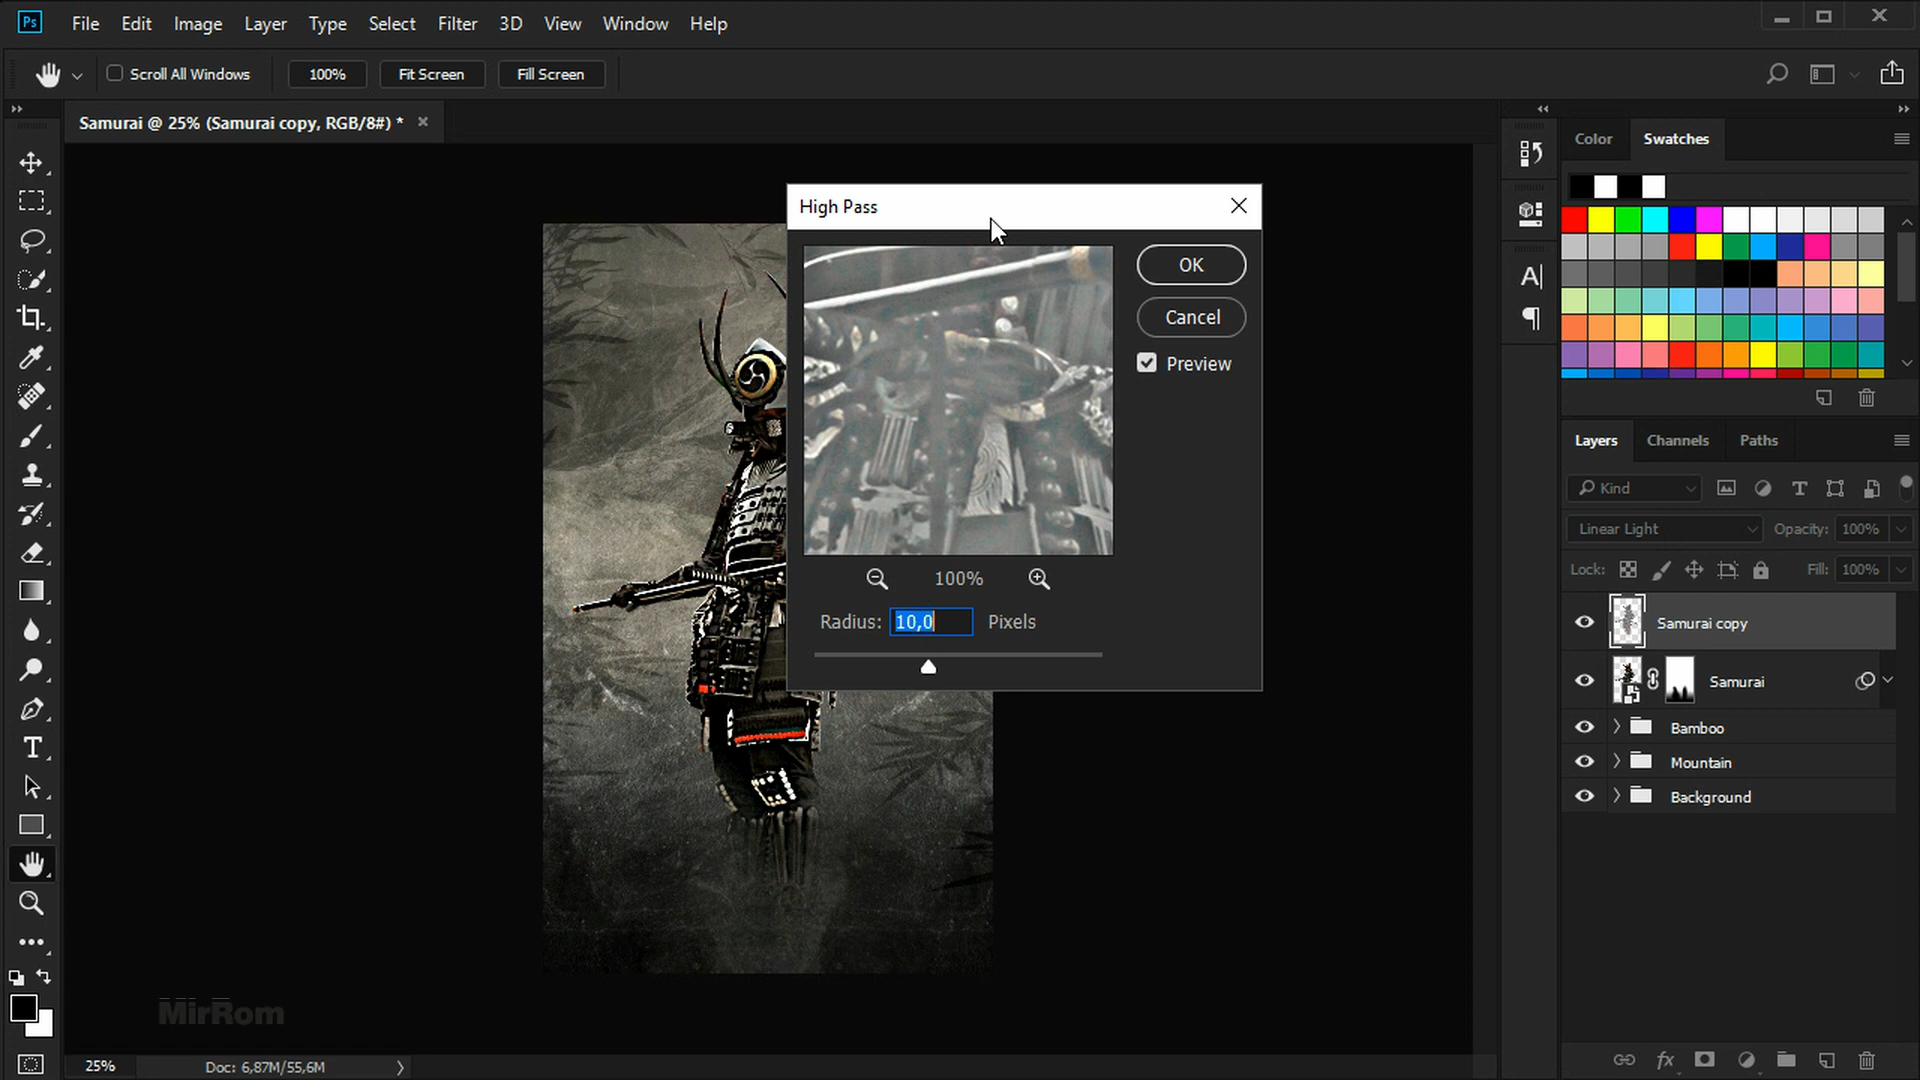 Ps File Edit Image Layer Type Select Filter 3D View Window Help
Scroll All Windows 100% Fit Screen Fill Screen
Samurai @ 25% (Samurai copy, RGB/8#) *
High Pass
OK
Cancel
Preview
100%
Radius: 10,0 Pixels
Color Swatches
Layers Channels Paths
Kind
Linear Light Opacity: 100%
Lock: Fill: 100%
Samurai copy
Samurai
Bamboo
Mountain
Background
MirRom
25% Doc: 6,87M/55,6M